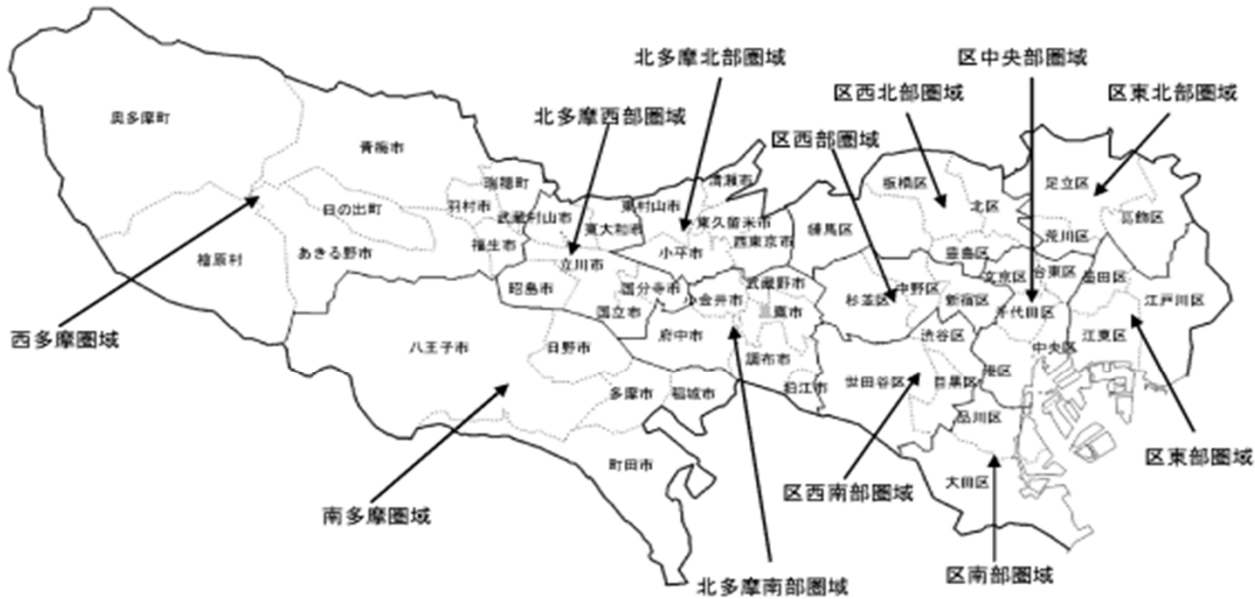 北多摩北部圏域
区中央部圏域
区西北部圏域
区東北部圏域
北多摩西部圏域
区西部圏域
奥多摩町
青梅市
瑞穂町
清瀬市
板橋区
足立区
羽村市
武蔵村山市
東村山市
北区
日の出町
東大和市
東久留米市
練馬区
葛飾区
福生市
西東京市
荒川区
檜原村
あきる野市
立川市
小平市
豊島区
文京区
台東区
墨田区
昭島市
国分寺市
武蔵野市
中野区
杉並区
新宿区
江戸川区
小金井市
国立市
三鷹市
千代田区
西多摩圏域
八王子市
日野市
府中市
渋谷区
江東区
調布市
中央区
港区
多摩市
稲城市
狛江市
世田谷区
目黒区
品川区
町田市
大田区
区東部圏域
区西南部圏域
南多摩圏域
北多摩南部圏域
区南部圏域